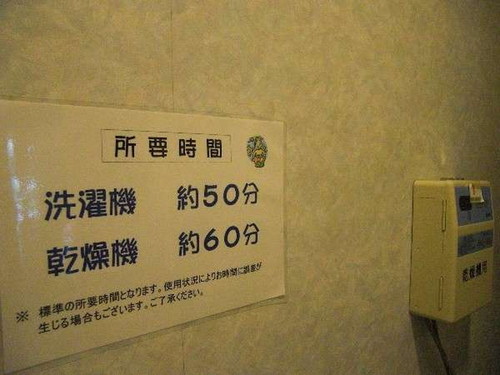 所要時間
洗濯機　約50分
乾燥機　約60分
※ 標準の所要時間となります。使用状況によりお時間に誤差が
生じる場合もございます。ご了承ください。
乾燥機用